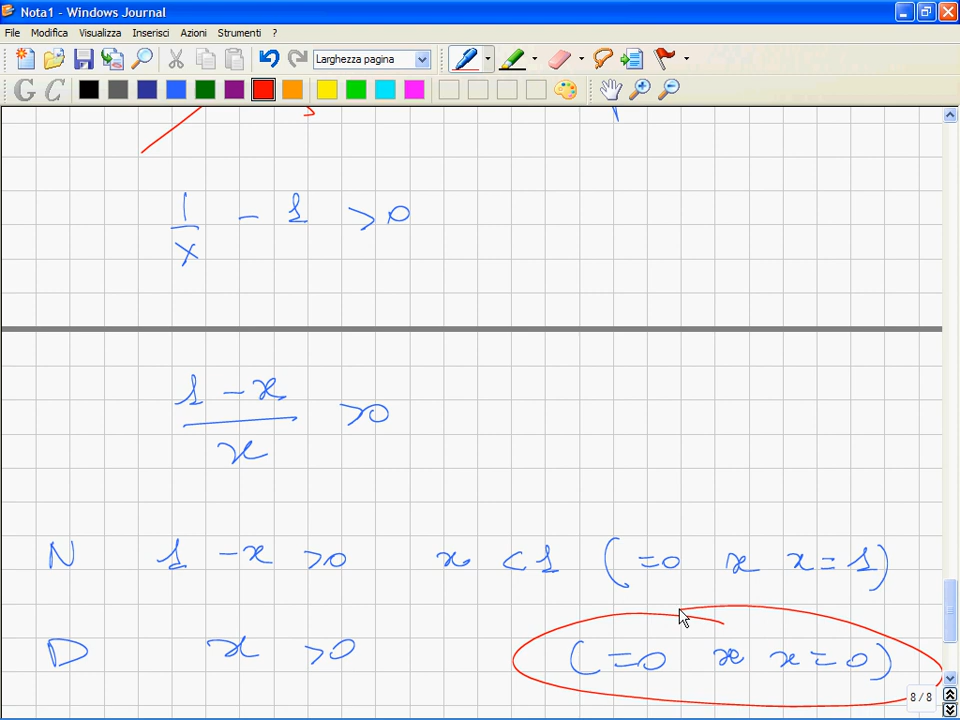 Nota1 - Windows Journal
File Modifica Visualizza Inserisci Azioni Strumenti ?
Larghezza pagina
G C
1/x - 1 > 0
(1 - x)/x > 0
N 1 - x > 0 x < 1 (= 0 x x = 1)
D x > 0 (= 0 x x = 0)
8 / 8